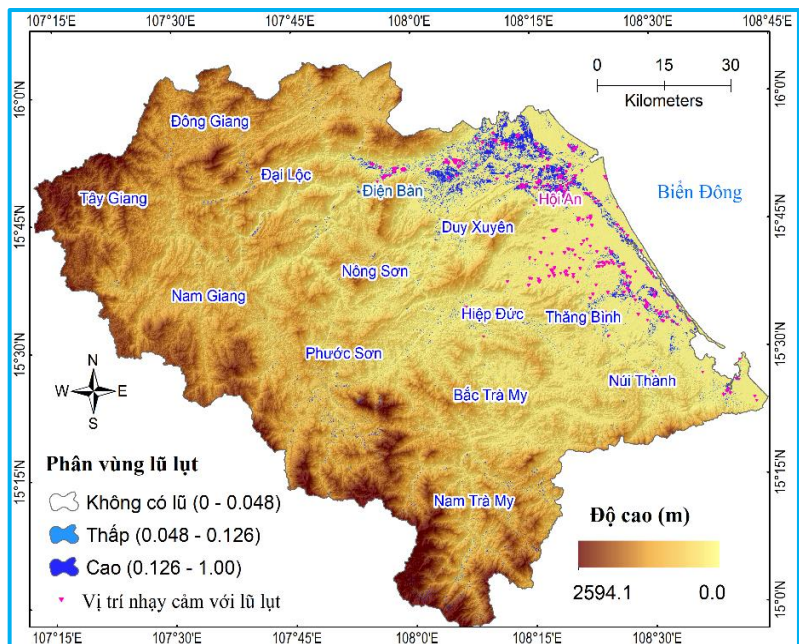 107°15'E 107°30'E 107°45'E 108°0'E 108°15'E 108°30'E 108°45'E
0 15 30
Kilometers
16°0'N
16°0'N
Đông Giang
Đại Lộc
Tây Giang
Điện Bàn
Hội An
Biển Đông
15°45'N
15°45'N
Duy Xuyên
Nông Sơn
Nam Giang
Hiệp Đức
Thăng Bình
15°30'N
15°30'N
Phước Sơn
Núi Thành
Bắc Trà My
N
W E
S
Phân vùng lũ lụt
15°15'N
15°15'N
Không có lũ (0 - 0.048)
Nam Trà My
Độ cao (m)
Thấp (0.048 - 0.126)
Cao (0.126 - 1.00)
2594.1 0.0
Vị trí nhạy cảm với lũ lụt
15°0'N
107°15'E 107°30'E 107°45'E 108°0'E 108°15'E 108°30'E